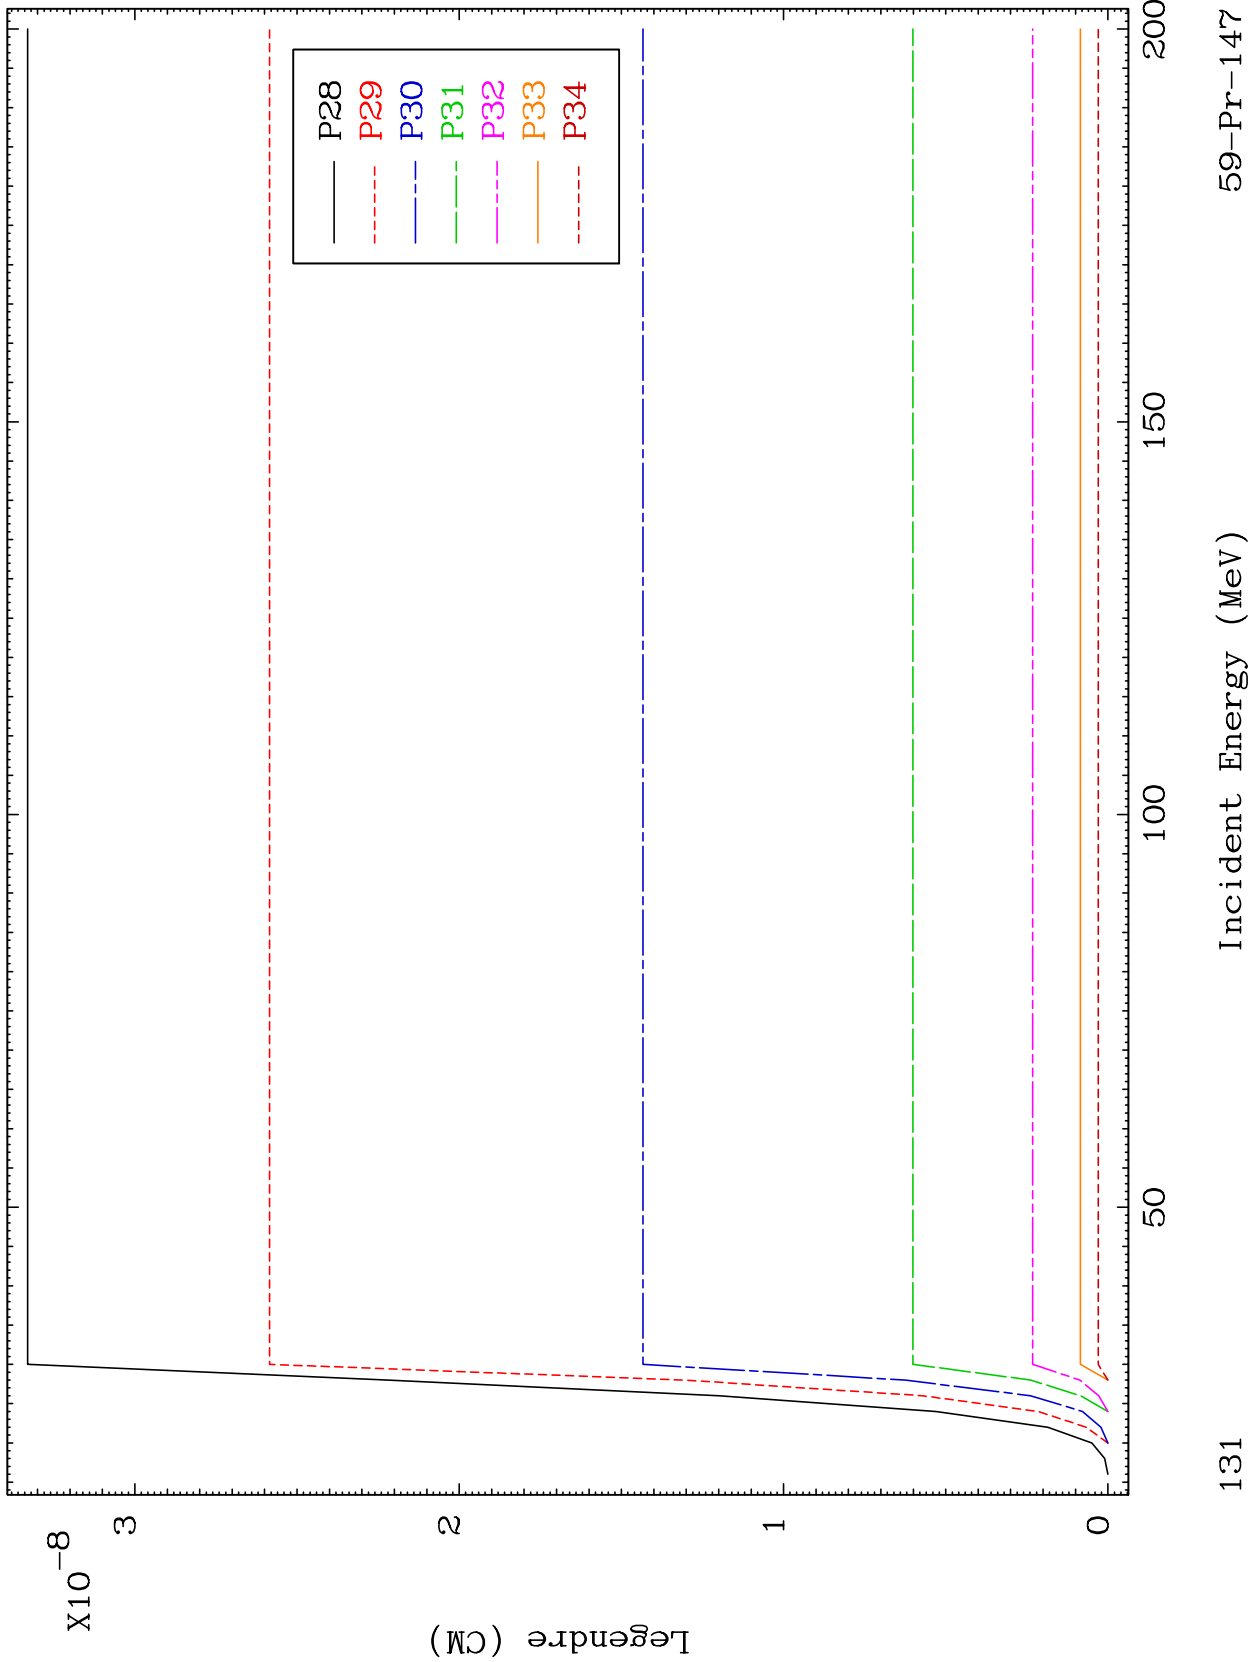 X10⁻⁸
3
2
1
0
Legendre (CM)
P28
P29
P30
P31
P32
P33
P34
50
100
150
200
Incident Energy (MeV)
131
59-Pr-147